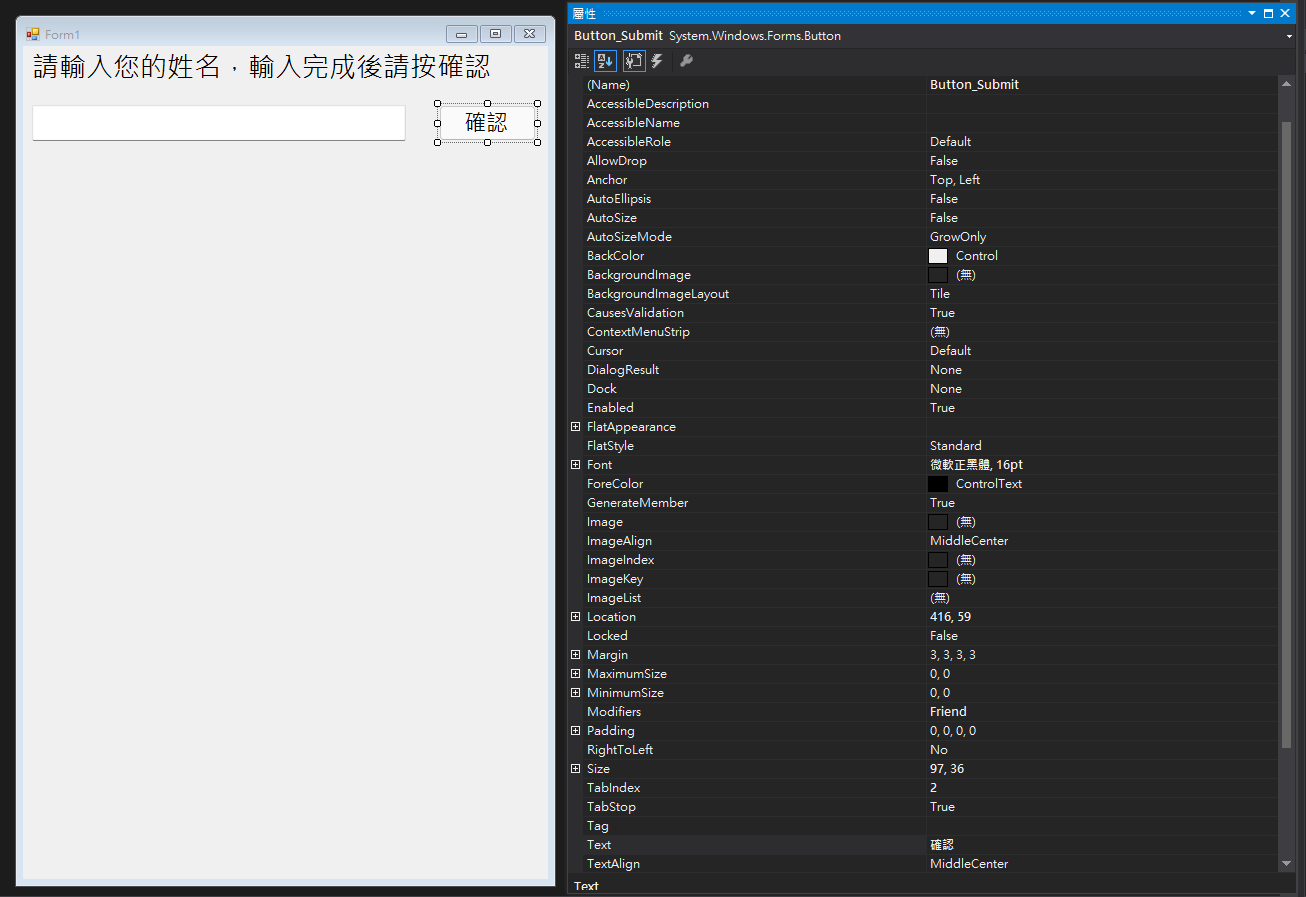 Form1
請輸入您的姓名，輸入完成後請按確認
確認
屬性
Button_Submit System.Windows.Forms.Button
(Name) Button_Submit
AccessibleDescription
AccessibleName
AccessibleRole Default
AllowDrop False
Anchor Top, Left
AutoEllipsis False
AutoSize False
AutoSizeMode GrowOnly
BackColor Control
BackgroundImage (無)
BackgroundImageLayout Tile
CausesValidation True
ContextMenuStrip (無)
Cursor Default
DialogResult None
Dock None
Enabled True
FlatAppearance
FlatStyle Standard
Font 微軟正黑體, 16pt
ForeColor ControlText
GenerateMember True
Image (無)
ImageAlign MiddleCenter
ImageIndex (無)
ImageKey (無)
ImageList (無)
Location 416, 59
Locked False
Margin 3, 3, 3, 3
MaximumSize 0, 0
MinimumSize 0, 0
Modifiers Friend
Padding 0, 0, 0, 0
RightToLeft No
Size 97, 36
TabIndex 2
TabStop True
Tag
Text 確認
TextAlign MiddleCenter
Text